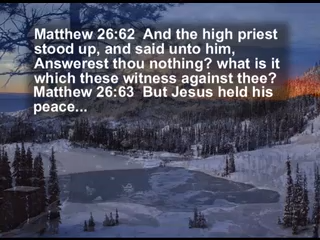 Matthew 26:62  And the high priest
stood up, and said unto him,
Answerest thou nothing? what is it
which these witness against thee?
Matthew 26:63  But Jesus held his
peace...